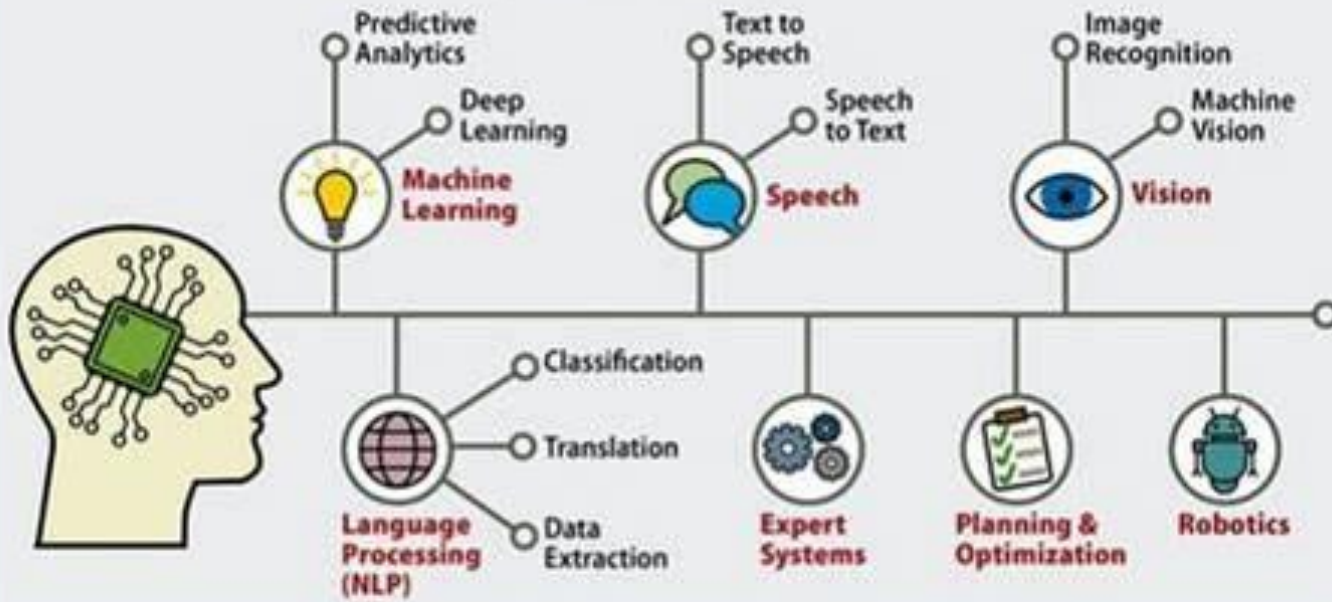 Predictive
Analytics
Deep
Learning
Machine
Learning
Text to
Speech
Speech
to Text
Speech
Image
Recognition
Machine
Vision
Vision
Classification
Translation
Data
Extraction
Language
Processing
(NLP)
Expert
Systems
Planning &
Optimization
Robotics